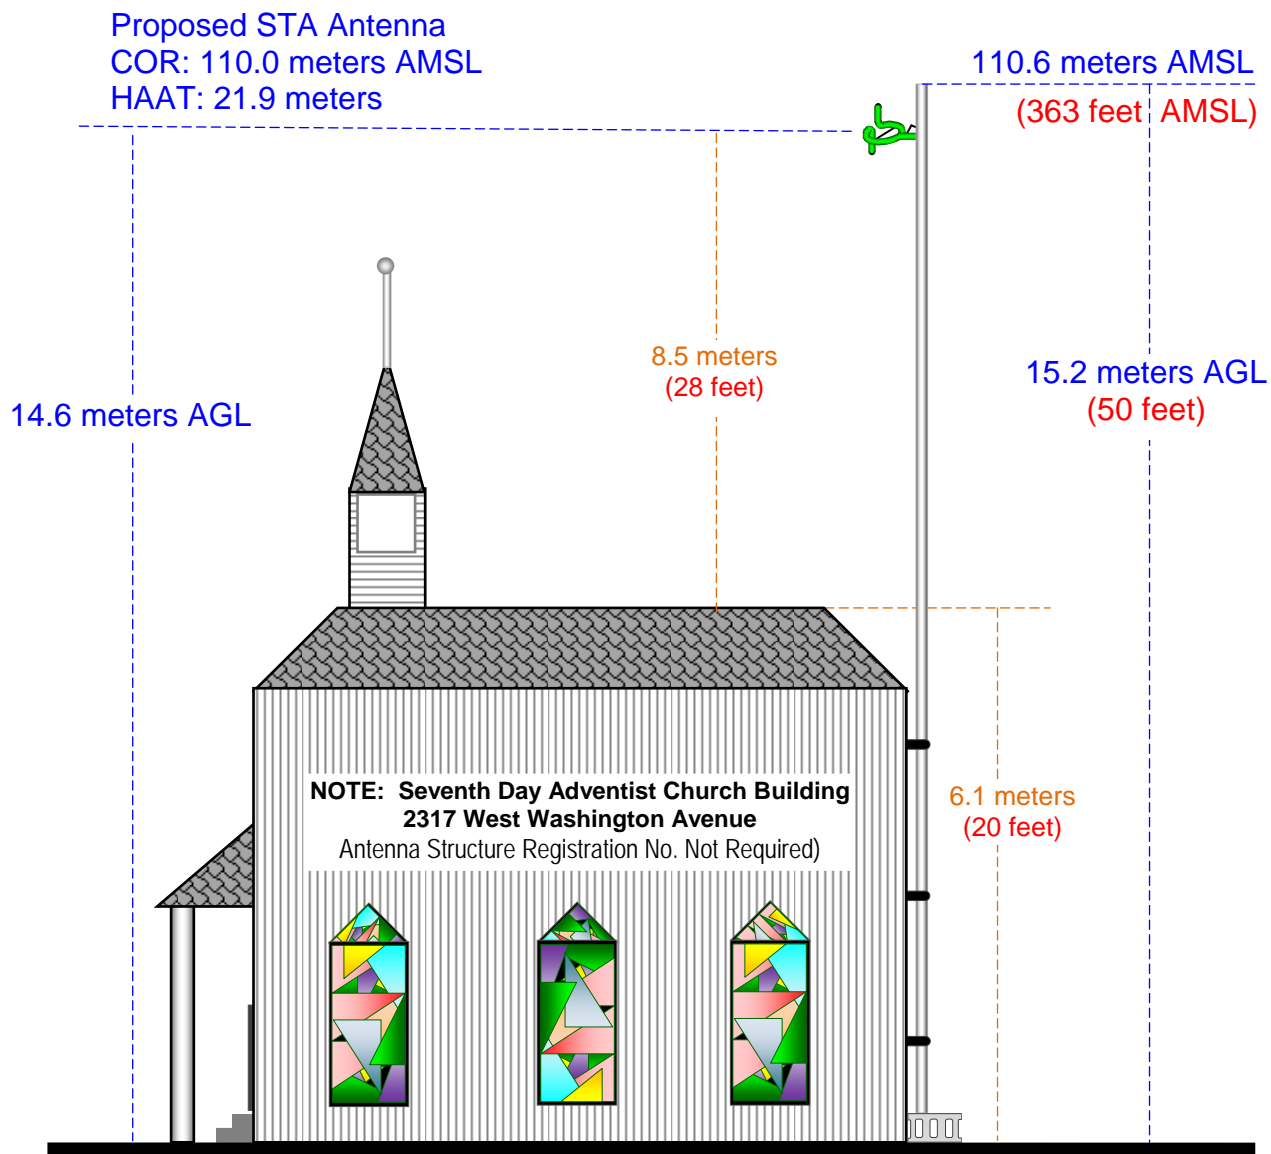 Proposed STA Antenna
COR: 110.0 meters AMSL
HAAT: 21.9 meters
110.6 meters AMSL
(363 feet  AMSL)
8.5 meters
(28 feet)
15.2 meters AGL
(50 feet)
14.6 meters AGL
NOTE:  Seventh Day Adventist Church Building
2317 West Washington Avenue
Antenna Structure Registration No. Not Required)
6.1 meters
(20 feet)